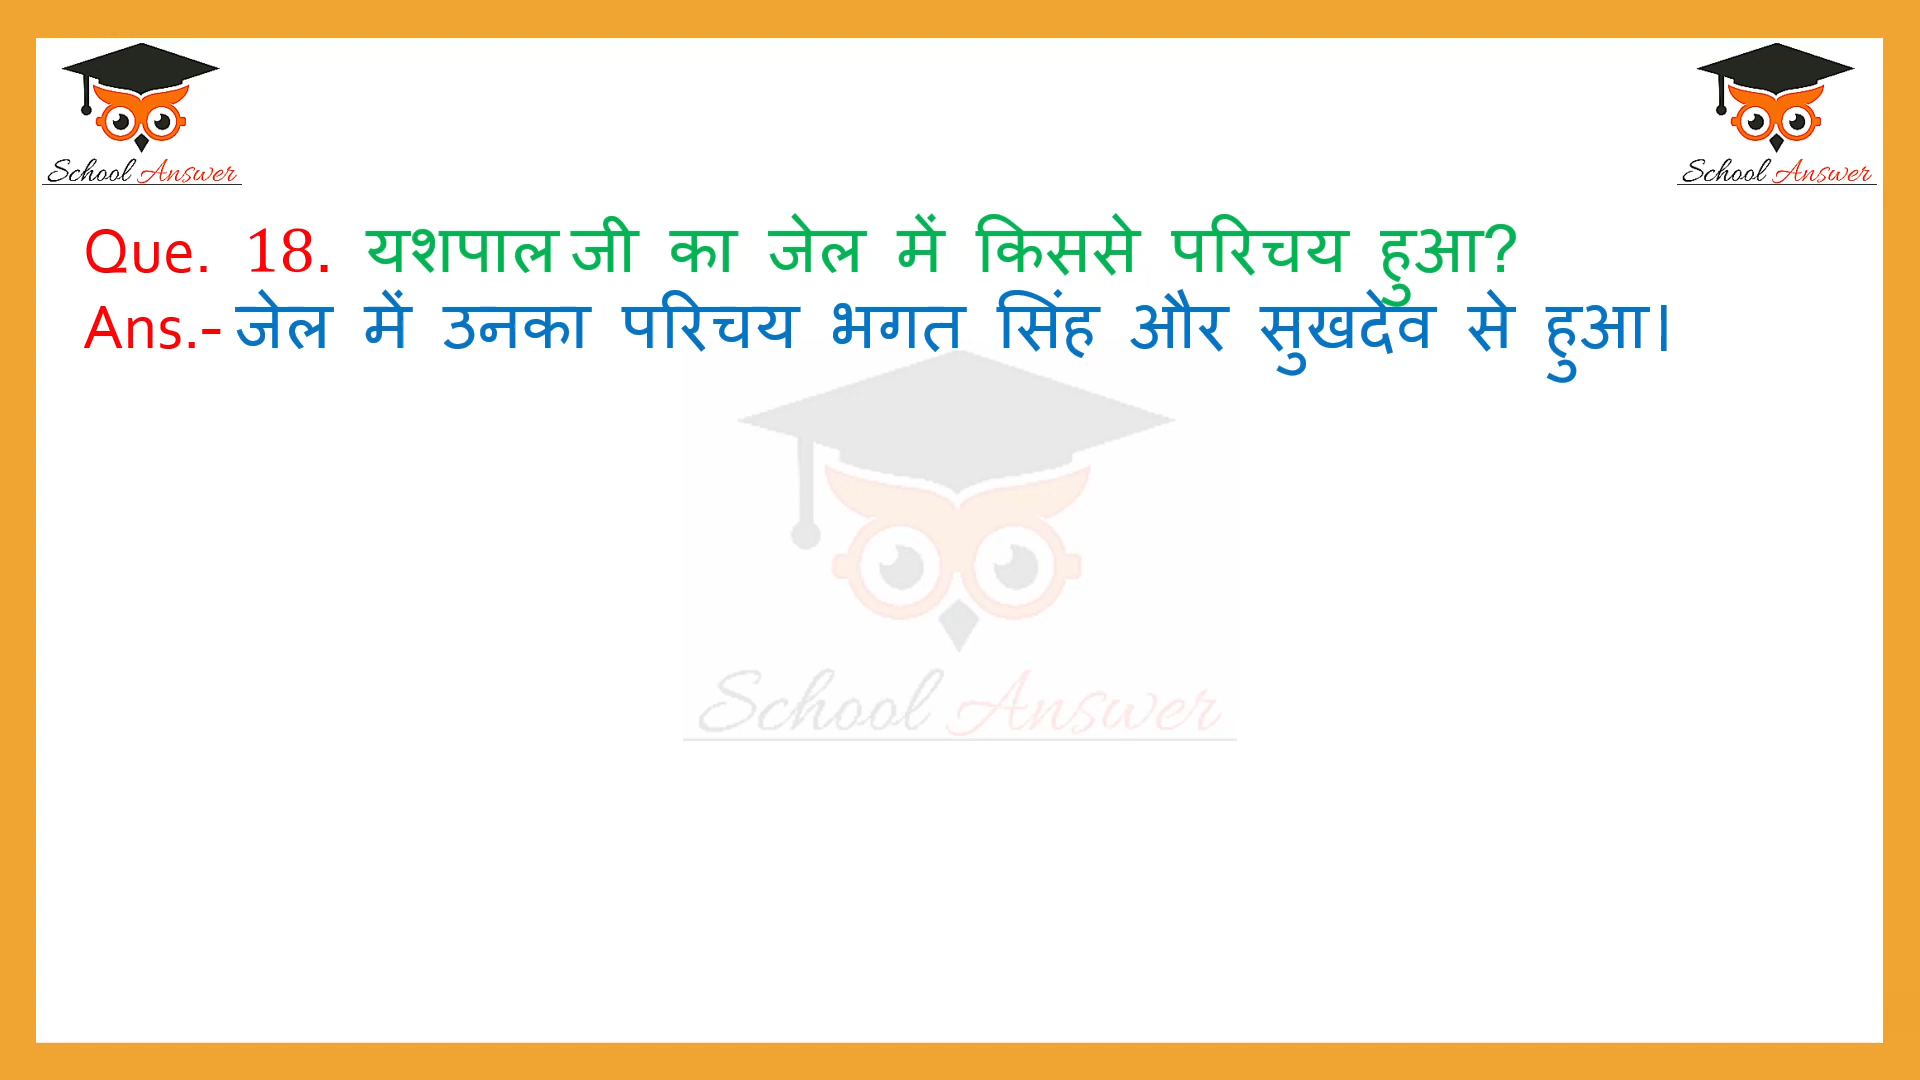 School Answer
School Answer
Que. 18. यशपाल जी का जेल में किससे परिचय हुआ?
Ans.- जेल में उनका परिचय भगत सिंह और सुखदेव से हुआ।
School Answer